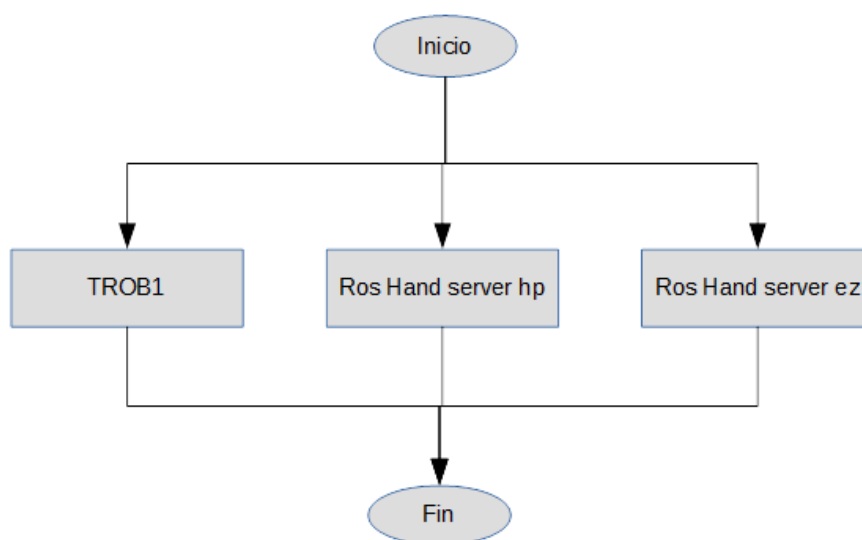 Inicio
TROB1
Ros Hand server hp
Ros Hand server ez
Fin